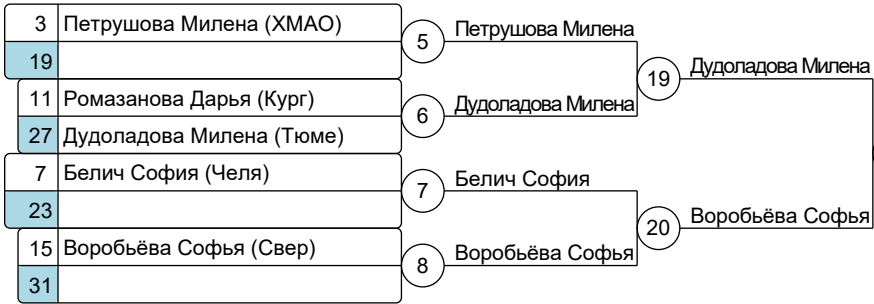 3 Петрушова Милена (ХМАО)
19
11 Ромазанова Дарья (Кург)
27 Дудоладова Милена (Тюме)
7 Белич София (Челя)
23
15 Воробьёва Софья (Свер)
31
5 Петрушова Милена
6 Дудоладова Милена
7 Белич София
8 Воробьёва Софья
19 Дудоладова Милена
20 Воробьёва Софья